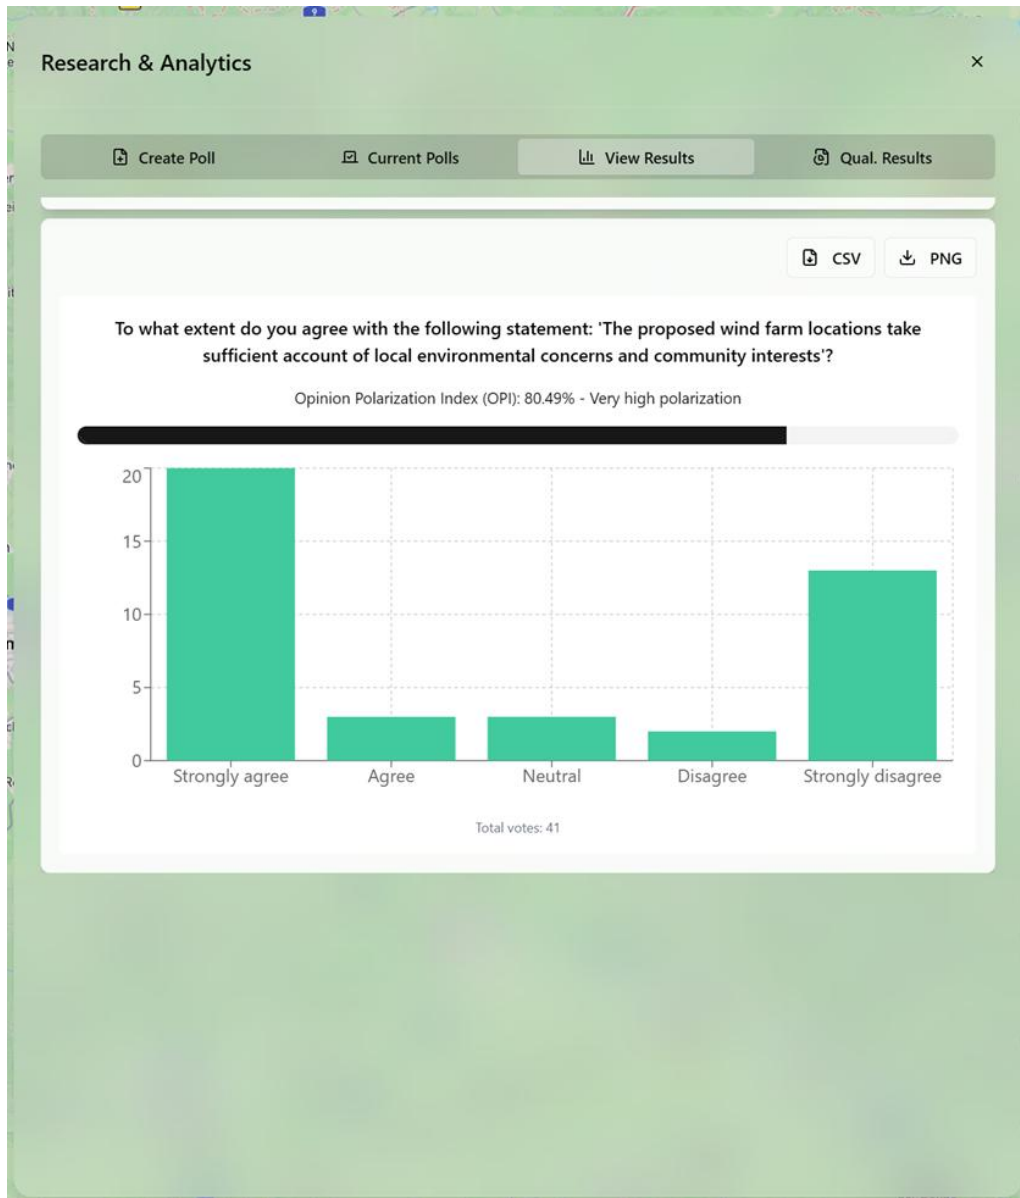 9
Research & Analytics
Create Poll
Current Polls
View Results
Qual. Results
CSV
PNG
To what extent do you agree with the following statement: 'The proposed wind farm locations take
sufficient account of local environmental concerns and community interests'?
Opinion Polarization Index (OPI): 80.49% - Very high polarization
20
15
10
5
0
Strongly agree
Agree
Neutral
Disagree
Strongly disagree
Total votes: 41